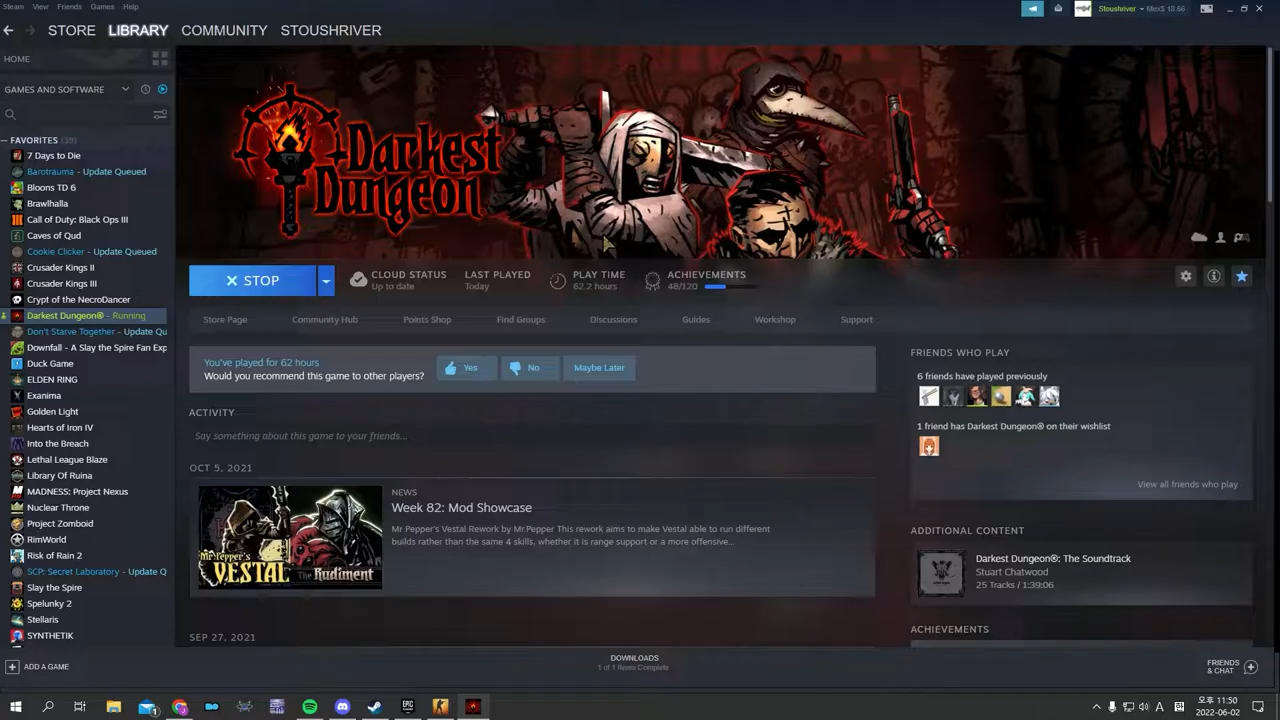 Steam View Friends Games Help
Stoushriver Mex$ 18.66
STORE LIBRARY COMMUNITY STOUSHRIVER
HOME
GAMES AND SOFTWARE
FAVORITES (39)
7 Days to Die
Barotrauma - Update Queued
Bloons TD 6
Brawlhalla
Call of Duty: Black Ops III
Caves of Qud
Cookie Clicker - Update Queued
Crusader Kings II
Crusader Kings III
Crypt of the NecroDancer
Darkest Dungeon® - Running
Don't Starve Together - Update Qu
Downfall - A Slay the Spire Fan Exp
Duck Game
ELDEN RING
Exanima
Golden Light
Hearts of Iron IV
Into the Breach
Lethal League Blaze
Library Of Ruina
MADNESS: Project Nexus
Nuclear Throne
Project Zomboid
RimWorld
Risk of Rain 2
SCP: Secret Laboratory - Update Q
Slay the Spire
Spelunky 2
Stellaris
SYNTHETIK
ADD A GAME
Darkest
Dungeon
STOP
CLOUD STATUS
Up to date
LAST PLAYED
Today
PLAY TIME
62.2 hours
ACHIEVEMENTS
48/120
Store Page Community Hub Points Shop Find Groups Discussions Guides Workshop Support
You've played for 62 hours
Would you recommend this game to other players?
Yes No Maybe Later
ACTIVITY
Say something about this game to your friends...
OCT 5, 2021
Mr Pepper's
VESTAL
The Rudiment
NEWS
Week 82: Mod Showcase
Mr Pepper's Vestal Rework by Mr.Pepper This rework aims to make Vestal able to run different
builds rather than the same 4 skills, whether it is range support or a more offensive...
SEP 27, 2021
FRIENDS WHO PLAY
6 friends have played previously
1 friend has Darkest Dungeon® on their wishlist
View all friends who play
ADDITIONAL CONTENT
Darkest Dungeon®: The Soundtrack
Stuart Chatwood
25 Tracks / 1:39:06
ACHIEVEMENTS
DOWNLOADS
1 of 1 Items Complete
FRIENDS
& CHAT
EPIC
A
오후 11:50
2022-06-02